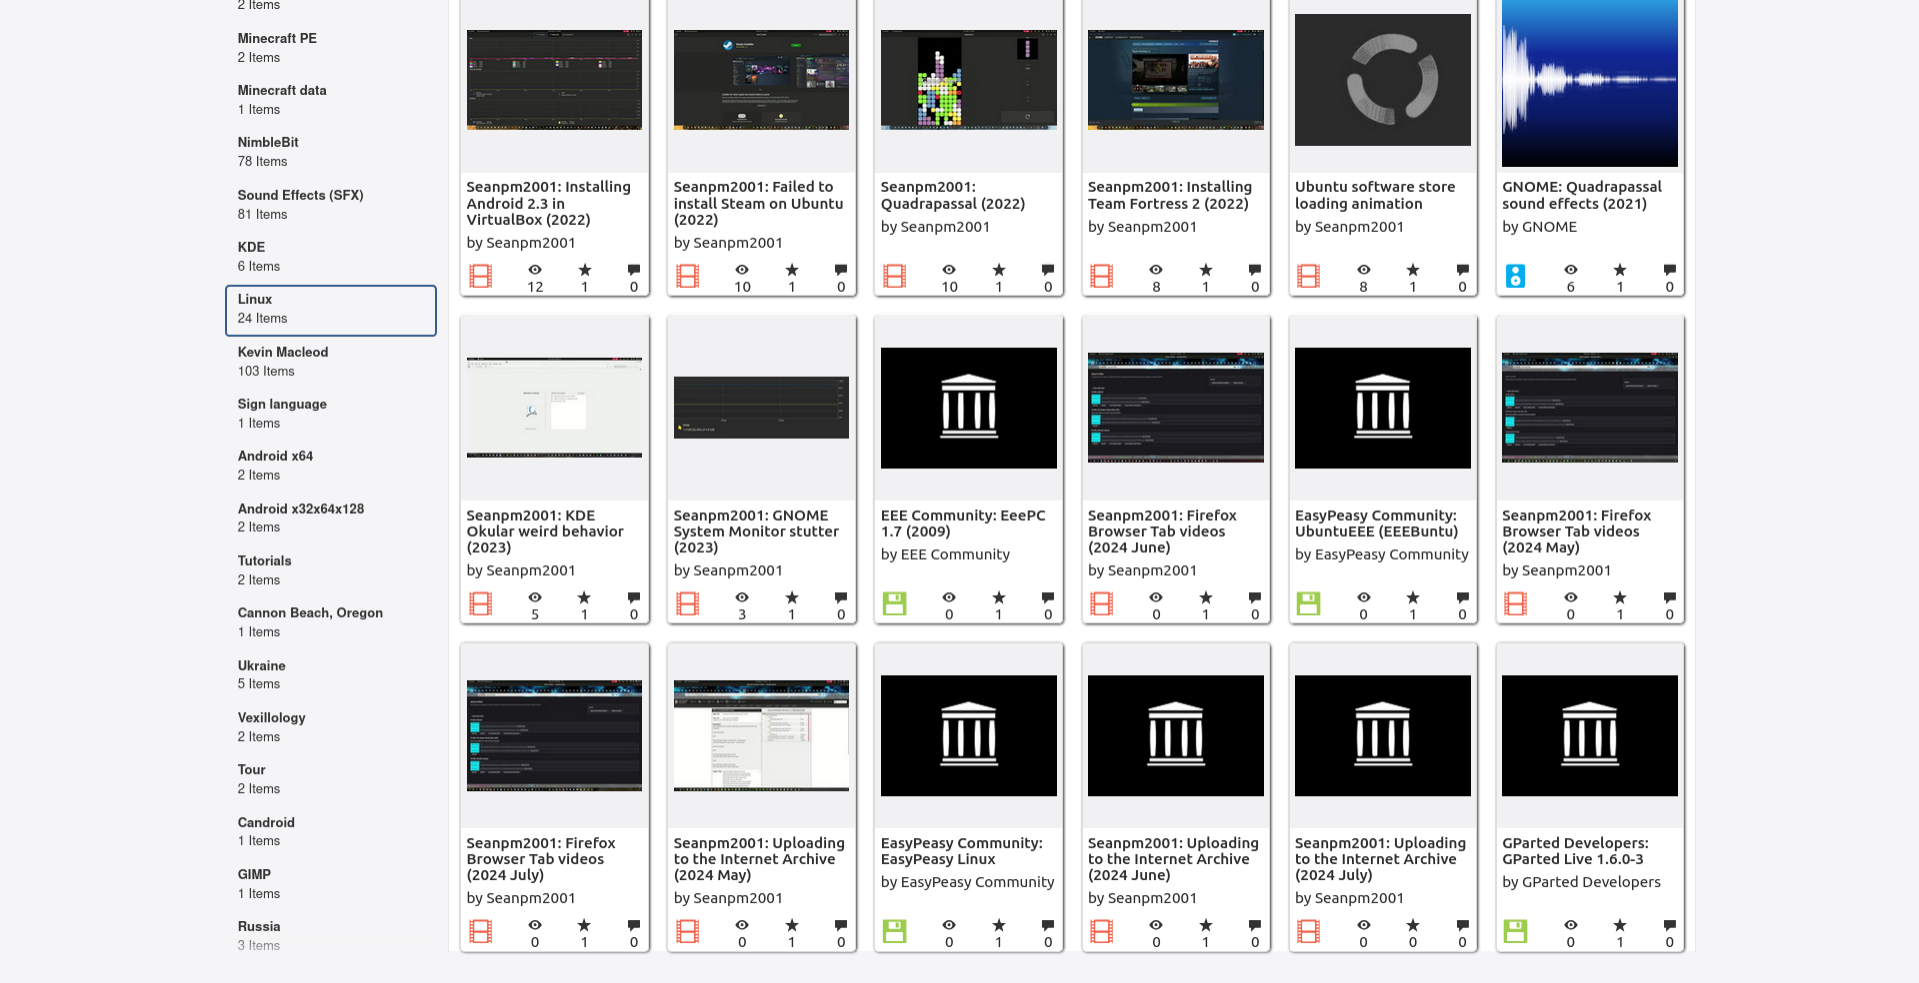 2 Items
Minecraft PE
2 Items
Minecraft data
1 Items
NimbleBit
78 Items
Sound Effects (SFX)
81 Items
KDE
6 Items
Linux
24 Items
Kevin Macleod
103 Items
Sign language
1 Items
Android x64
2 Items
Android x32x64x128
2 Items
Tutorials
2 Items
Cannon Beach, Oregon
1 Items
Ukraine
5 Items
Vexillology
2 Items
Tour
2 Items
Candroid
1 Items
GIMP
1 Items
Russia
3 Items
Seanpm2001: Installing
Android 2.3 in
VirtualBox (2022)
by Seanpm2001
12 1 0
Seanpm2001: Failed to
install Steam on Ubuntu
(2022)
by Seanpm2001
10 1 0
Seanpm2001:
Quadrapassal (2022)
by Seanpm2001
10 1 0
Seanpm2001: Installing
Team Fortress 2 (2022)
by Seanpm2001
8 1 0
Ubuntu software store
loading animation
by Seanpm2001
8 1 0
GNOME: Quadrapassal
sound effects (2021)
by GNOME
6 1 0
Seanpm2001: KDE
Okular weird behavior
(2023)
by Seanpm2001
5 1 0
Seanpm2001: GNOME
System Monitor stutter
(2023)
by Seanpm2001
3 1 0
EEE Community: EeePC
1.7 (2009)
by EEE Community
0 1 0
Seanpm2001: Firefox
Browser Tab videos
(2024 June)
by Seanpm2001
0 1 0
EasyPeasy Community:
UbuntuEEE (EEEBuntu)
by EasyPeasy Community
0 1 0
Seanpm2001: Firefox
Browser Tab videos
(2024 May)
by Seanpm2001
0 1 0
Seanpm2001: Firefox
Browser Tab videos
(2024 July)
by Seanpm2001
0 1 0
Seanpm2001: Uploading
to the Internet Archive
(2024 May)
by Seanpm2001
0 1 0
EasyPeasy Community:
EasyPeasy Linux
by EasyPeasy Community
0 1 0
Seanpm2001: Uploading
to the Internet Archive
(2024 June)
by Seanpm2001
0 1 0
Seanpm2001: Uploading
to the Internet Archive
(2024 July)
by Seanpm2001
0 0 0
GParted Developers:
GParted Live 1.6.0-3
by GParted Developers
0 1 0